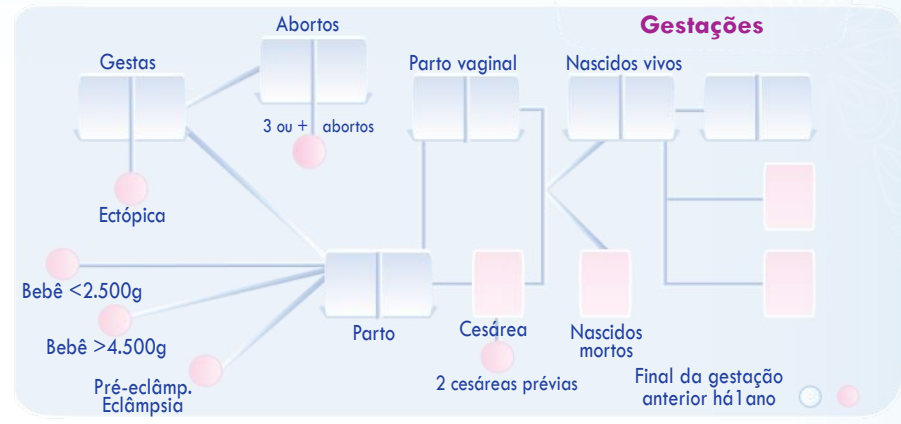 Gestações
Abortos
Gestas
Parto vaginal
Nascidos vivos
3 ou + abortos
Ectópica
Bebê <2.500g
Bebê >4.500g
Pré-eclâmp.
Eclâmpsia
Parto
Cesárea
2 cesáreas prévias
Nascidos
mortos
Final da gestação
anterior há1ano